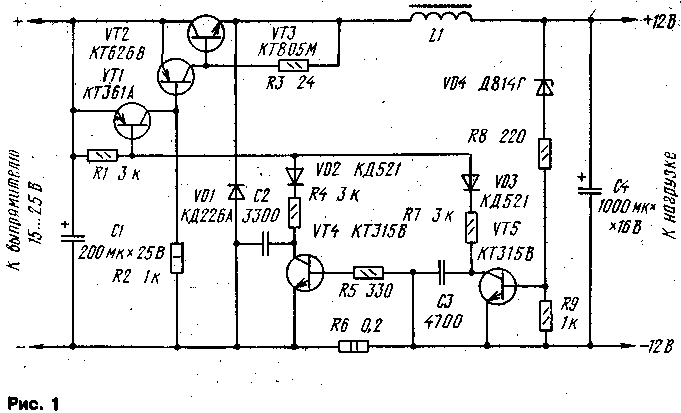 +
VT2
КТ626В
VT3
КТ805М
L1
+12В
VT1
КТ361А
R3 24
VD4 Д814Г
R1 3к
R8 220
VD2 КД521
R4 3к
VD1
КД226А
C2
3300
R7 3к
VD3
КД521
C4
1000мк×
×16В
+
+
C1
200мк×25В
R2 1к
VT4 КТ315В
VT5
КТ315В
R5 330
C3
4700
R9
1к
R6 0,2
–
–12В
К выпрямителю
15...25В
К нагрузке
Рис. 1